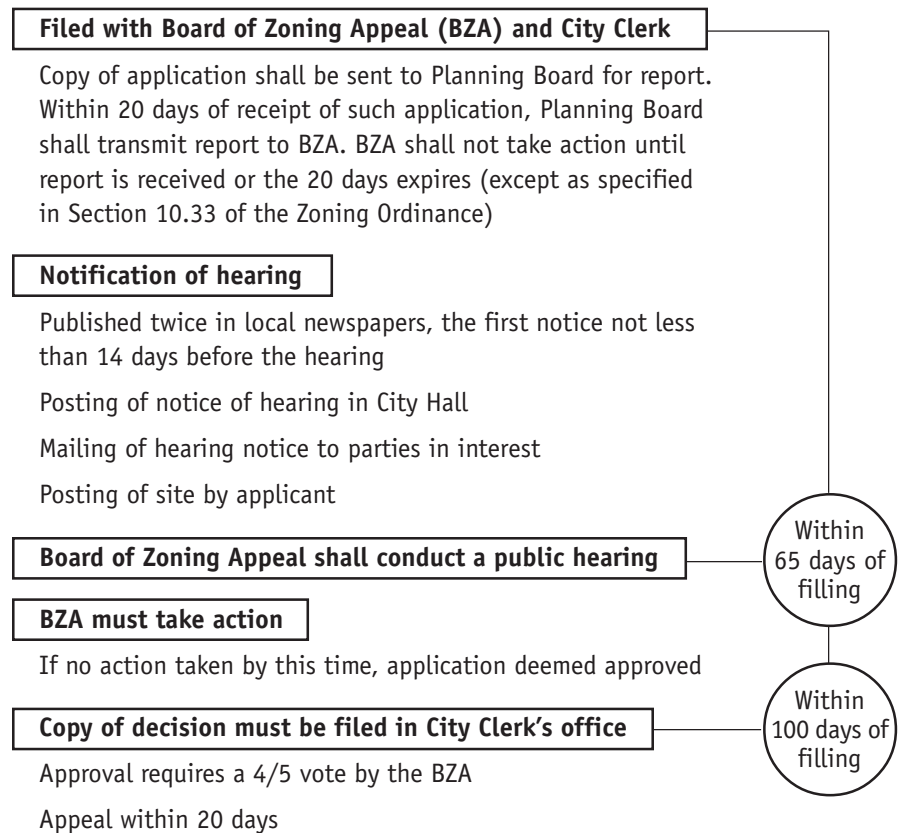 Filed with Board of Zoning Appeal (BZA) and City Clerk
Copy of application shall be sent to Planning Board for report.
Within 20 days of receipt of such application, Planning Board
shall transmit report to BZA. BZA shall not take action until
report is received or the 20 days expires (except as specified
in Section 10.33 of the Zoning Ordinance)
Notification of hearing
Published twice in local newspapers, the first notice not less
than 14 days before the hearing
Posting of notice of hearing in City Hall
Mailing of hearing notice to parties in interest
Posting of site by applicant
Board of Zoning Appeal shall conduct a public hearing
Within
65 days of
filling
BZA must take action
If no action taken by this time, application deemed approved
Copy of decision must be filed in City Clerk's office
Within
100 days of
filling
Approval requires a 4/5 vote by the BZA
Appeal within 20 days